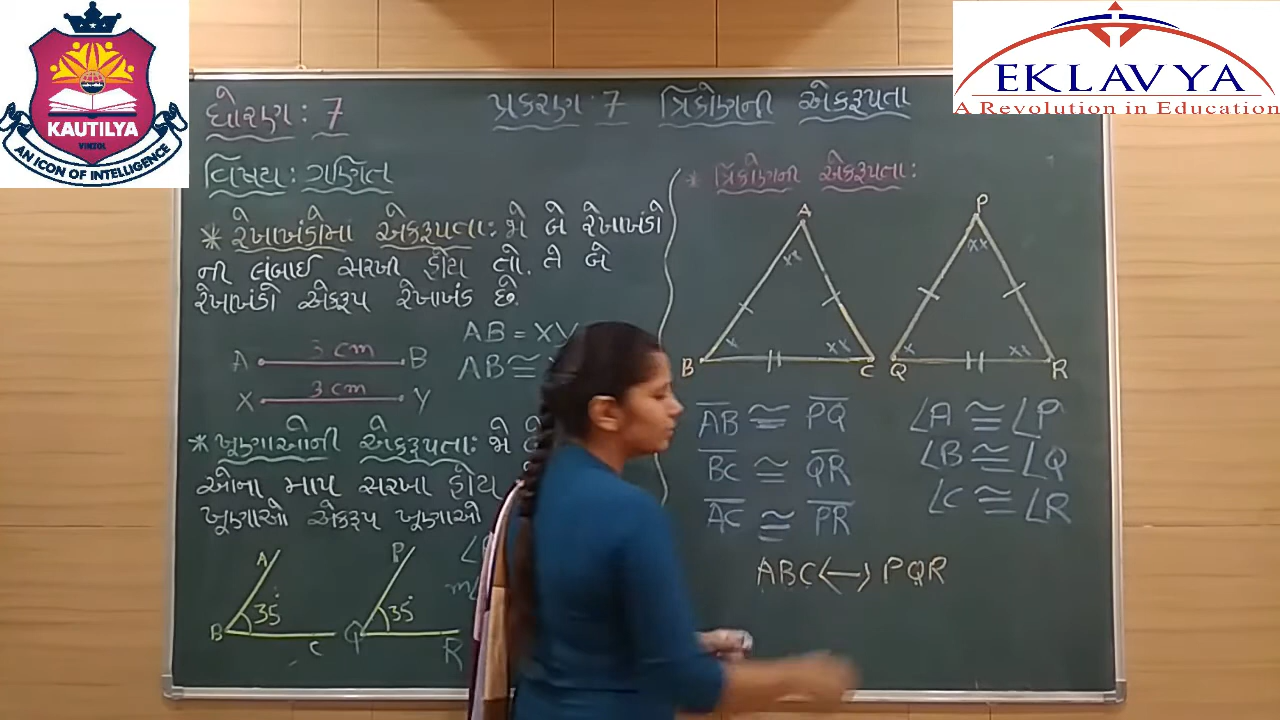 KAUTILYA
VINZOL
AN ICON OF INTELLIGENCE
EKLAVYA
A Revolution in Education
ધોરણ : 7
પ્રકરણ : 7 ત્રિકોણની એકરૂપતા
વિષય : ગણિત
* રેખાખંડોમાં એકરૂપતા : જો બે રેખાખંડો
ની લંબાઈ સરખી હોય તો તે બે
રેખાખંડો એકરૂપ રેખાખંડ છે.
AB = XY
AB ≅
A 3 cm B
X 3 cm Y
* ખૂણાઓની એકરૂપતા : જો
ઓના માપ સરખા હોય
ખૂણાઓ એકરૂપ ખૂણાઓ
A 35° B C
P 35° Q R
* ત્રિકોણની એકરૂપતા :
A P
B C Q R
AB ≅ PQ ∠A ≅ ∠P
BC ≅ QR ∠B ≅ ∠Q
AC ≅ PR ∠C ≅ ∠R
ABC ↔ PQR